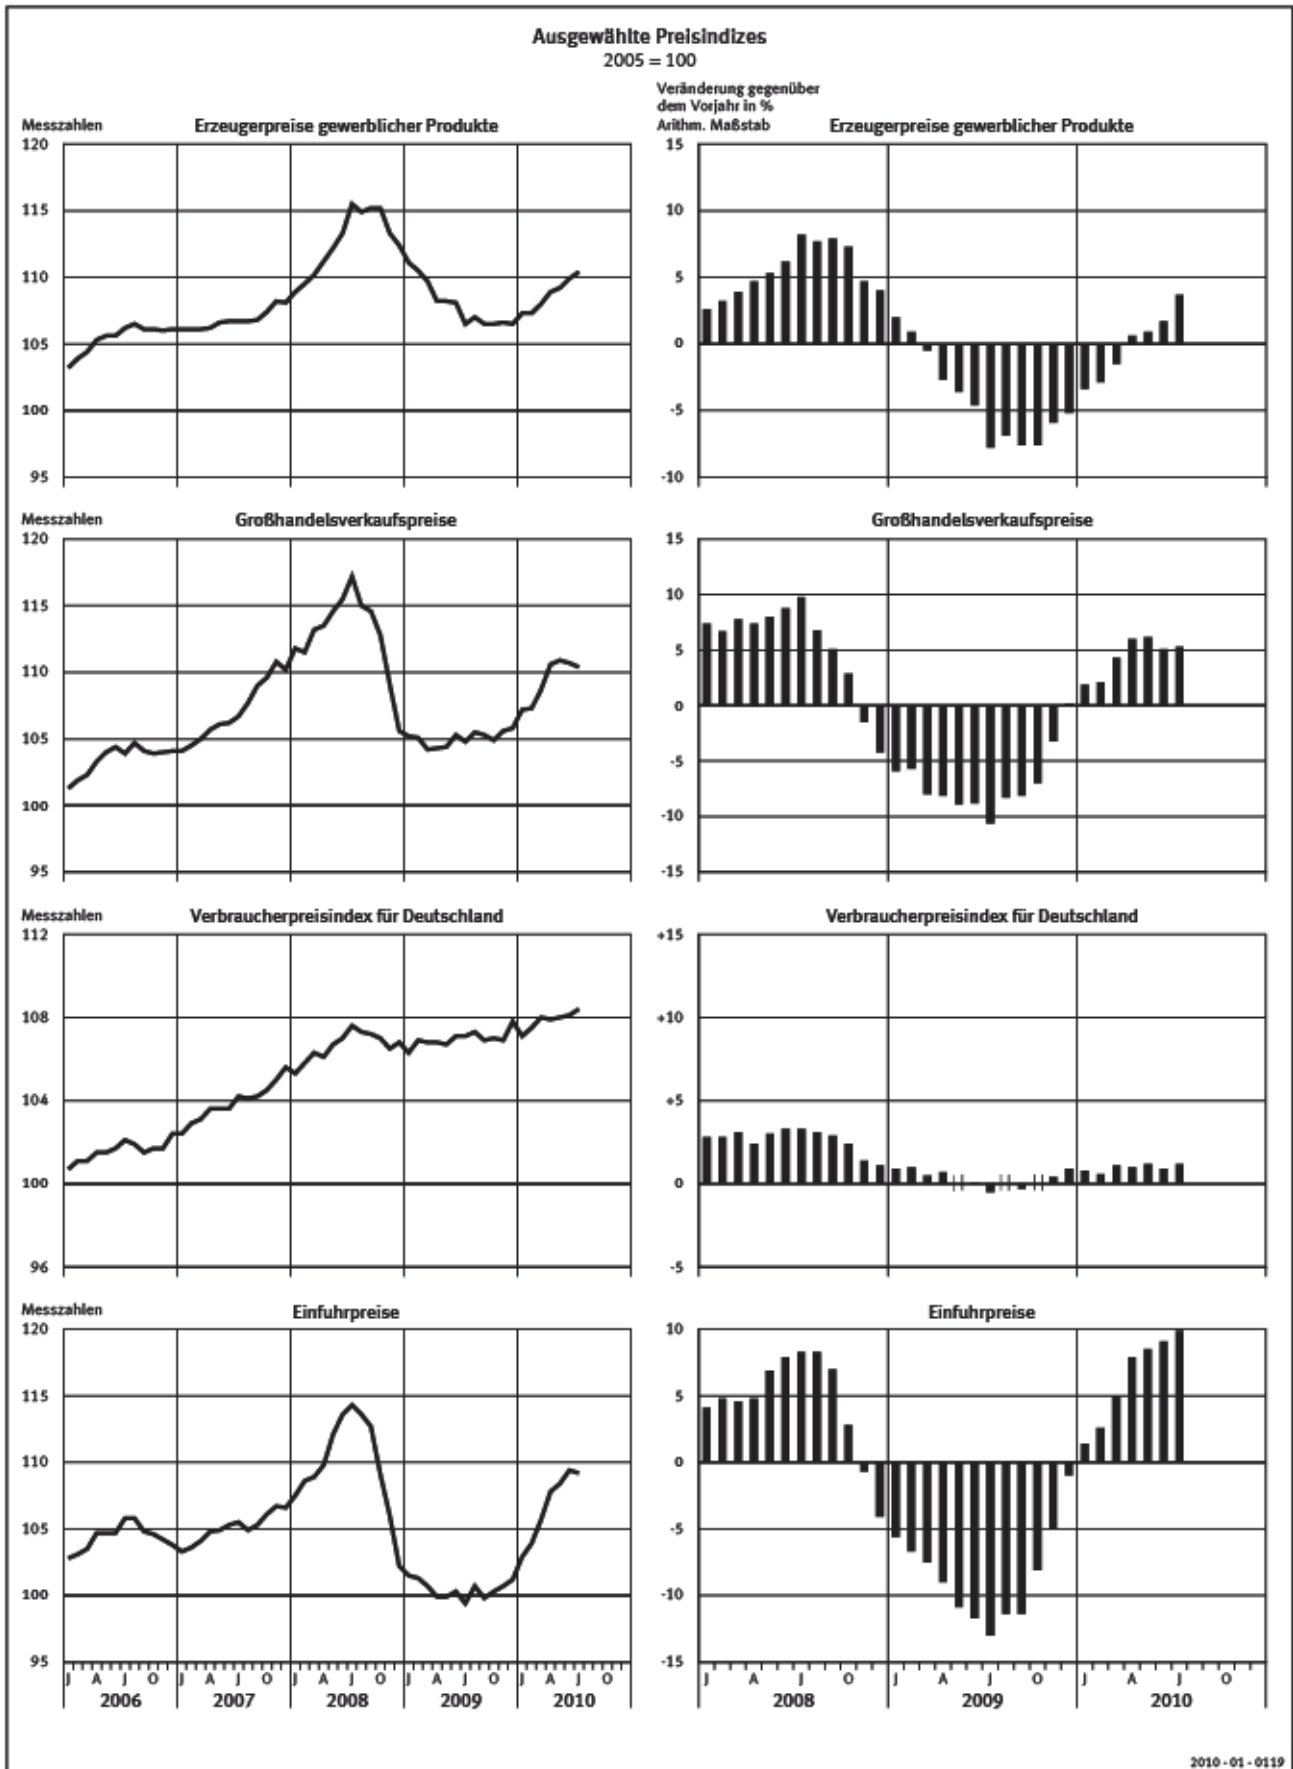 Ausgewählte Preisindizes
2005 = 100
Veränderung gegenüber
dem Vorjahr in %
Messzahlen Erzeugerpreise gewerblicher Produkte Arithm. Maßstab Erzeugerpreise gewerblicher Produkte
120 15
115 10
110 5
105 0
100 -5
95 -10
Messzahlen Großhandelsverkaufspreise Großhandelsverkaufspreise
120 15
10
115
5
110
0
105
-5
100
-10
95 -15
Messzahlen Verbraucherpreisindex für Deutschland Verbraucherpreisindex für Deutschland
112 +15
108 +10
104 +5
100 0
96 -5
Messzahlen Einfuhrpreise Einfuhrpreise
120 10
115 5
110 0
105 -5
100 -10
95 -15
J A J O J A J O J A J O J A J O J A J O J A J O J A J O J A J O
2006 2007 2008 2009 2010 2008 2009 2010
2010 - 01 - 0119